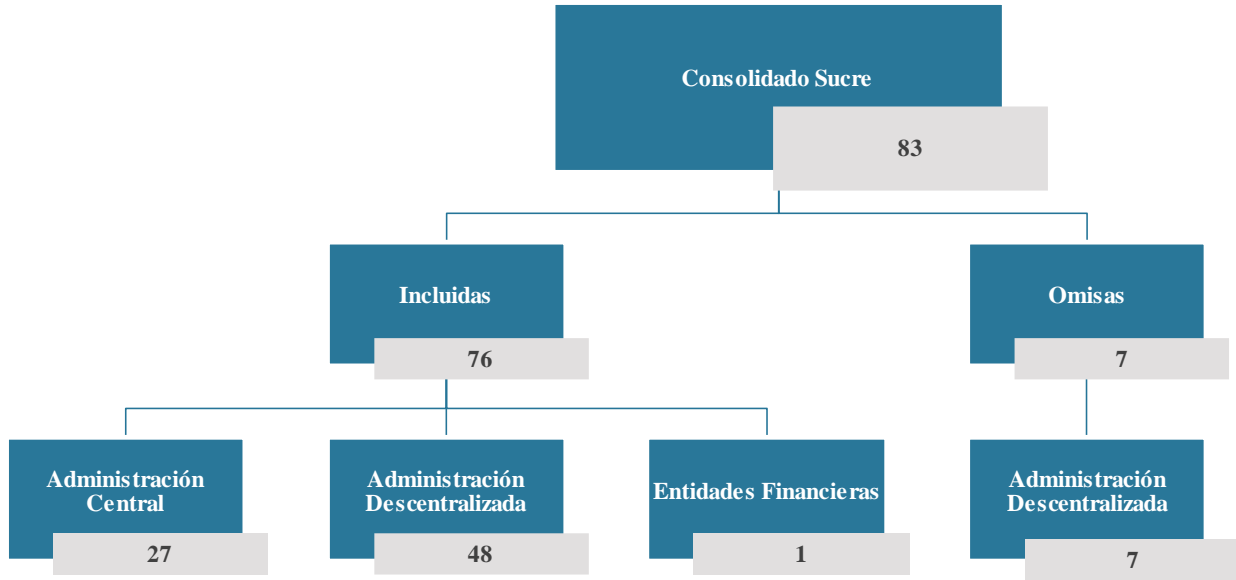 Consolidado Sucre
83
Incluidas
76
Omisas
7
Administración
Central
27
Administración
Descentralizada
48
Entidades Financieras
1
Administración
Descentralizada
7